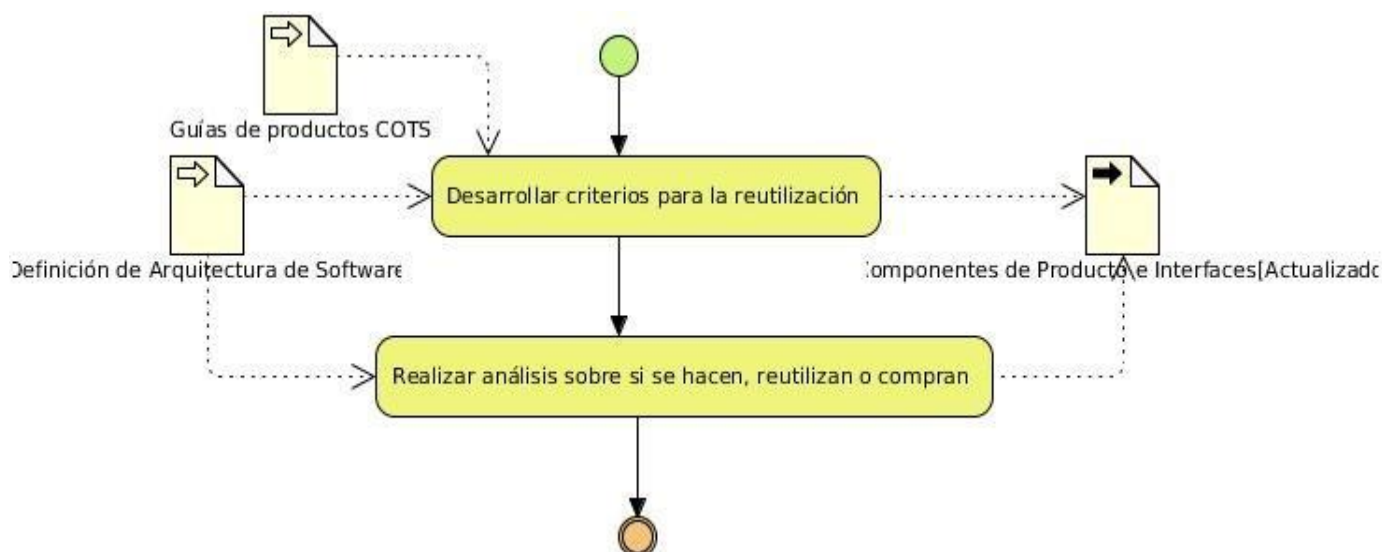 Guías de productos COTS
Desarrollar criterios para la reutilización
Definición de Arquitectura de Software
Componentes de Producto e Interfaces[Actualizado
Realizar análisis sobre si se hacen, reutilizan o compran